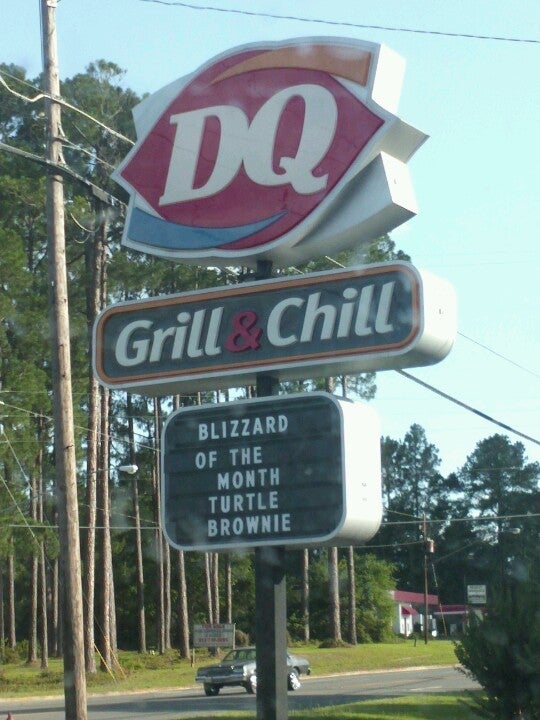 DQ
Grill & Chill
BLIZZARD
OF THE
MONTH
TURTLE
BROWNIE